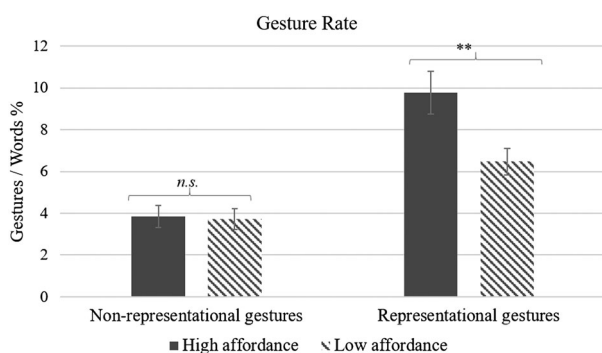 Gesture Rate
12
10
8
6
4
2
0
Gestures / Words %
n.s.
**
Non-representational gestures
Representational gestures
High affordance
Low affordance